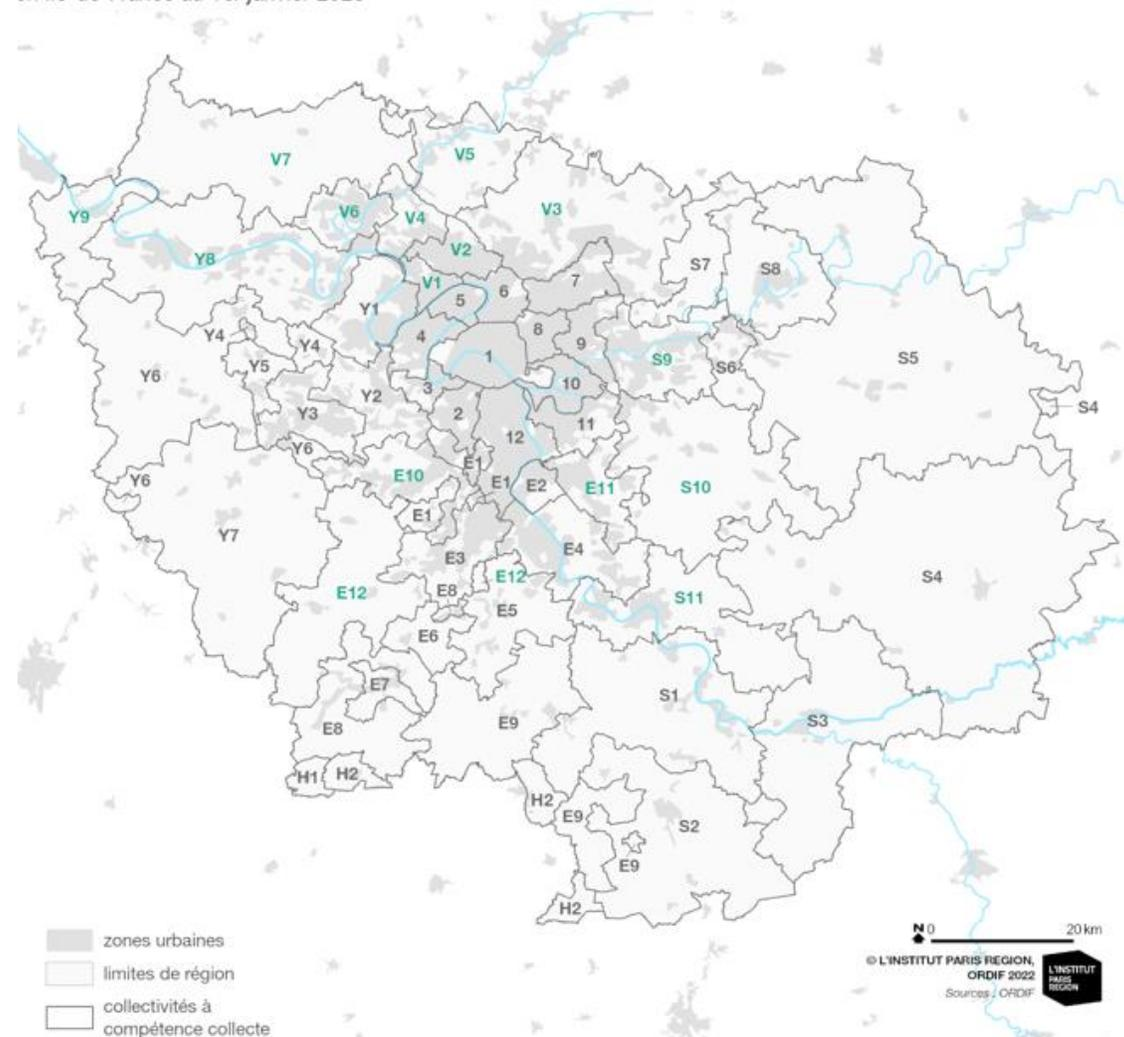 V7
V5
V3
V6
V4
Y9
V2
Y8
S7
S8
7
V1
6
5
Y1
8
4
9
Y4
Y4
1
S9
S5
Y5
S6
Y6
3
10
Y2
S4
Y3
2
11
12
Y6
E1
E10
Y6
E1
E2
E11
S10
E1
Y7
E4
E3
E12
S4
E12
E8
S11
E5
E6
E7
S1
E9
S3
E8
H1
H2
H2
E9
S2
E9
H2
zones urbaines
limites de région
collectivités à
compétence collecte
N 0 20 km
© L'INSTITUT PARIS REGION,
ORDIF 2022
Sources : ORDIF
L'INSTITUT
PARIS
REGION